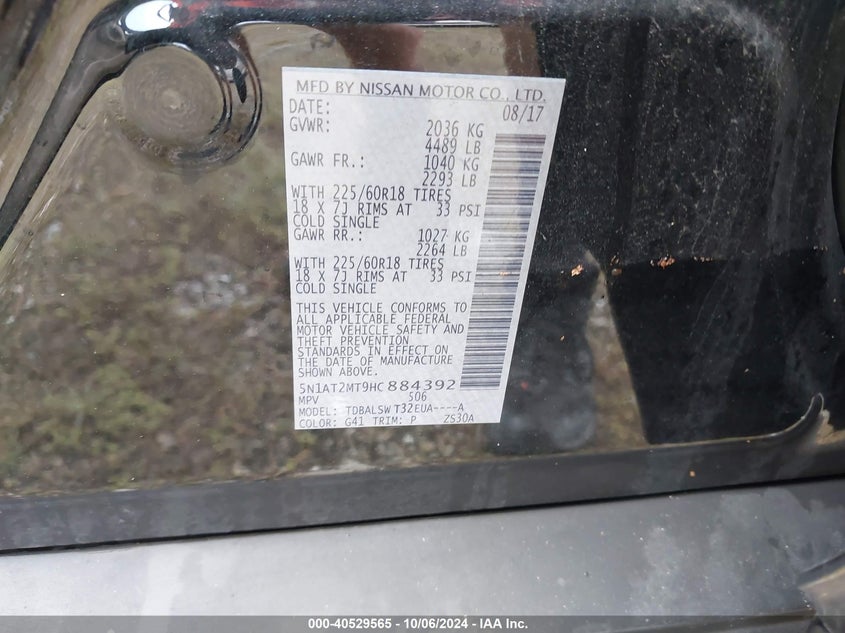 MFD BY NISSAN MOTOR CO., LTD.
DATE: 08/17
GVWR: 2036 KG
4489 LB
GAWR FR.: 1040 KG
2293 LB
WITH 225/60R18 TIRES
18 X 7J RIMS AT 33 PSI
COLD SINGLE
GAWR RR.: 1027 KG
2264 LB
WITH 225/60R18 TIRES
18 X 7J RIMS AT 33 PSI
COLD SINGLE
THIS VEHICLE CONFORMS TO
ALL APPLICABLE FEDERAL
MOTOR VEHICLE SAFETY AND
THEFT PREVENTION
STANDARDS IN EFFECT ON
THE DATE OF MANUFACTURE
SHOWN ABOVE.
5N1AT2MT9HC884392
MPV 506
MODEL: TDBALSW T32EUA----A
COLOR: G41 TRIM: P ZS30A
000-40529565 - 10/06/2024 - IAA Inc.